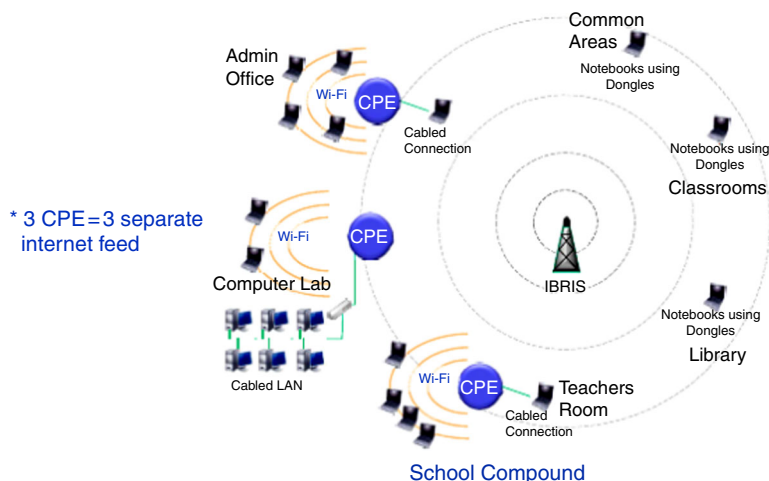 Common
Areas
Notebooks using
Dongles
Admin
Office
Wi-Fi
CPE
Cabled
Connection
Notebooks using
Dongles
Classrooms
* 3 CPE=3 separate
internet feed
Wi-Fi
CPE
IBRIS
Computer Lab
Cabled LAN
Notebooks using
Dongles
Library
Wi-Fi
CPE
Teachers
Room
Cabled
Connection
School Compound